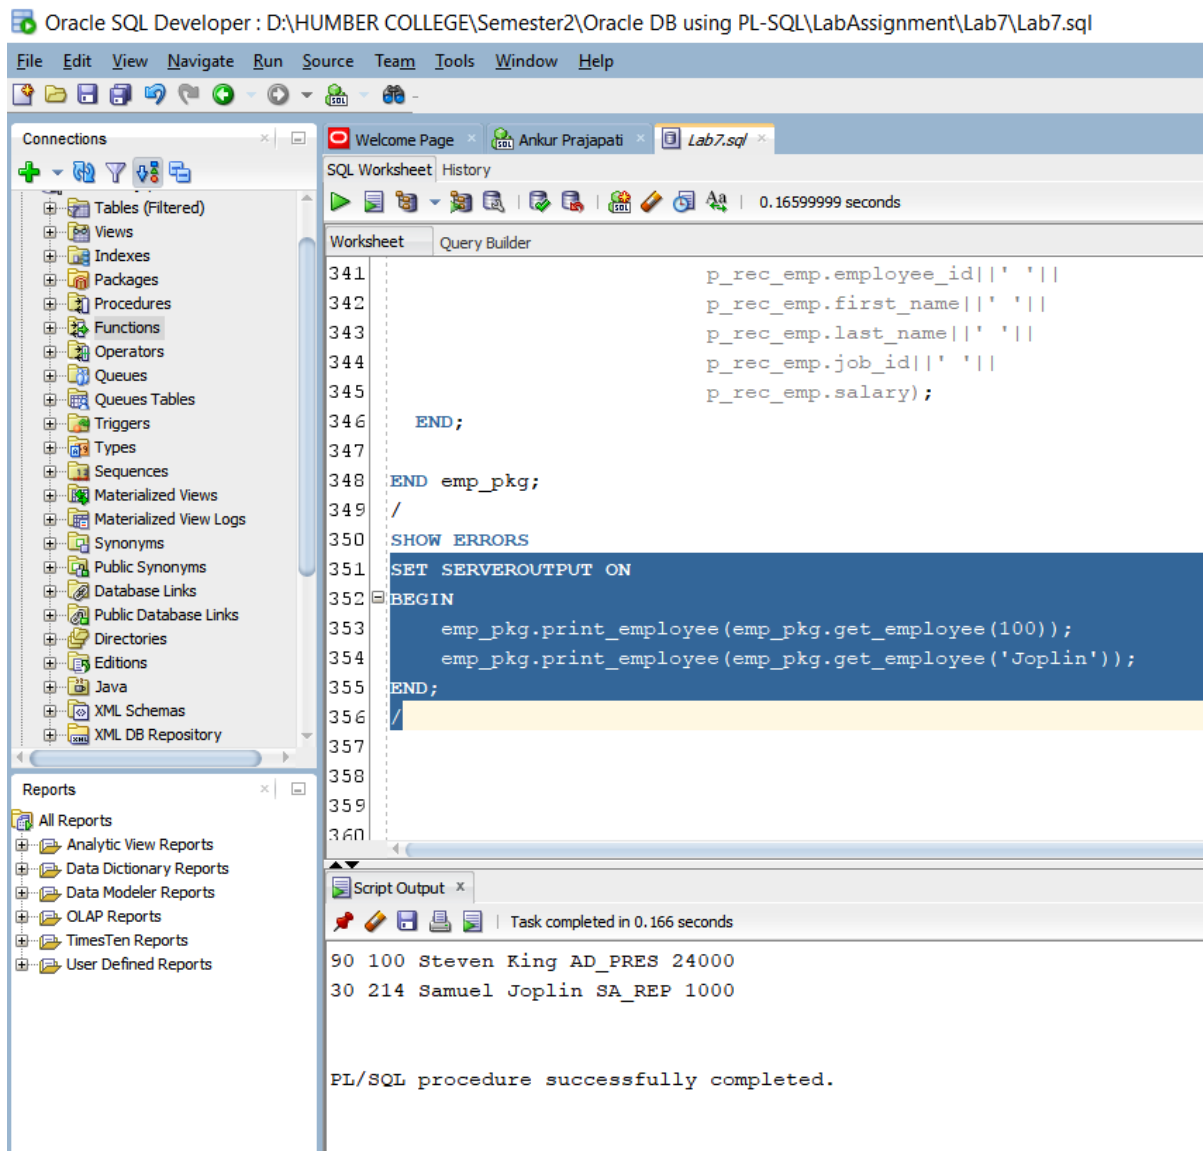 Oracle SQL Developer : D:\HUMBER COLLEGE\Semester2\Oracle DB using PL-SQL\LabAssignment\Lab7\Lab7.sql
File Edit View Navigate Run Source Team Tools Window Help
Connections
Tables (Filtered)
Views
Indexes
Packages
Procedures
Functions
Operators
Queues
Queues Tables
Triggers
Types
Sequences
Materialized Views
Materialized View Logs
Synonyms
Public Synonyms
Database Links
Public Database Links
Directories
Editions
Java
XML Schemas
XML DB Repository
Reports
All Reports
Analytic View Reports
Data Dictionary Reports
Data Modeler Reports
OLAP Reports
TimesTen Reports
User Defined Reports
Welcome Page Ankur Prajapati Lab7.sql
SQL Worksheet History
0.16599999 seconds
Worksheet Query Builder
341 p_rec_emp.employee_id||' '||
342 p_rec_emp.first_name||' '||
343 p_rec_emp.last_name||' '||
344 p_rec_emp.job_id||' '||
345 p_rec_emp.salary);
346 END;
347
348 END emp_pkg;
349 /
350 SHOW ERRORS
351 SET SERVEROUTPUT ON
352 BEGIN
353 emp_pkg.print_employee(emp_pkg.get_employee(100));
354 emp_pkg.print_employee(emp_pkg.get_employee('Joplin'));
355 END;
356 /
357
358
359
360
Script Output
Task completed in 0.166 seconds
90 100 Steven King AD_PRES 24000
30 214 Samuel Joplin SA_REP 1000
PL/SQL procedure successfully completed.